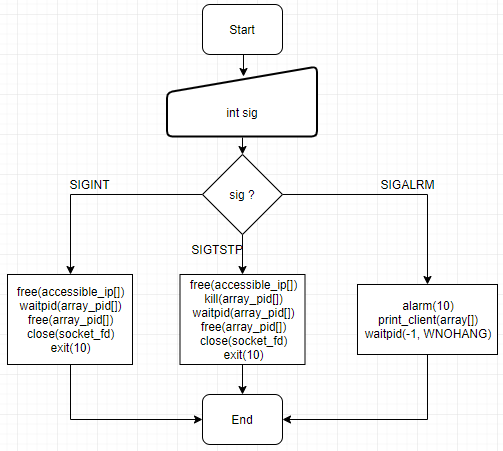 Start
int sig
sig ?
SIGINT
SIGTSTP
SIGALRM
free(accessible_ip[])
waitpid(array_pid[])
free(array_pid[])
close(socket_fd)
exit(10)
free(accessible_ip[])
kill(array_pid[])
waitpid(array_pid[])
free(array_pid[])
close(socket_fd)
exit(10)
alarm(10)
print_client(array[])
waitpid(-1, WNOHANG)
End